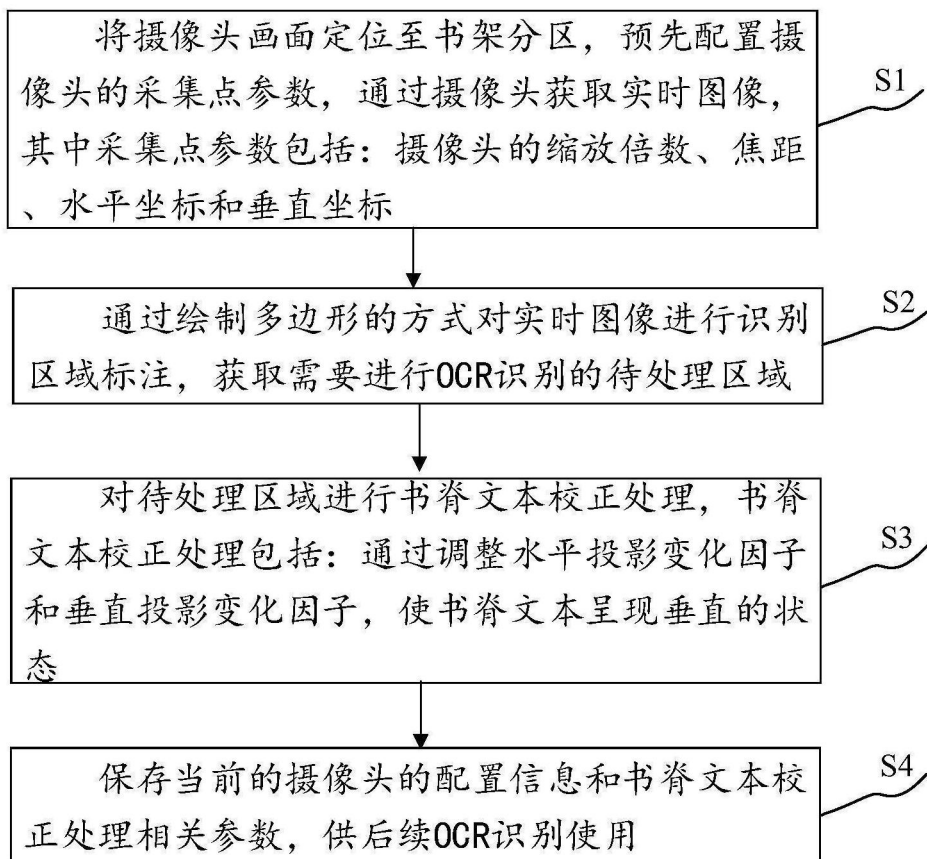 将摄像头画面定位至书架分区，预先配置摄
像头的采集点参数，通过摄像头获取实时图像，
其中采集点参数包括：摄像头的缩放倍数、焦距
、水平坐标和垂直坐标
S1
通过绘制多边形的方式对实时图像进行识别
区域标注，获取需要进行OCR识别的待处理区域
S2
对待处理区域进行书脊文本校正处理，书脊
文本校正处理包括：通过调整水平投影变化因子
和垂直投影变化因子，使书脊文本呈现垂直的状
态
S3
保存当前的摄像头的配置信息和书脊文本校
正处理相关参数，供后续OCR识别使用
S4